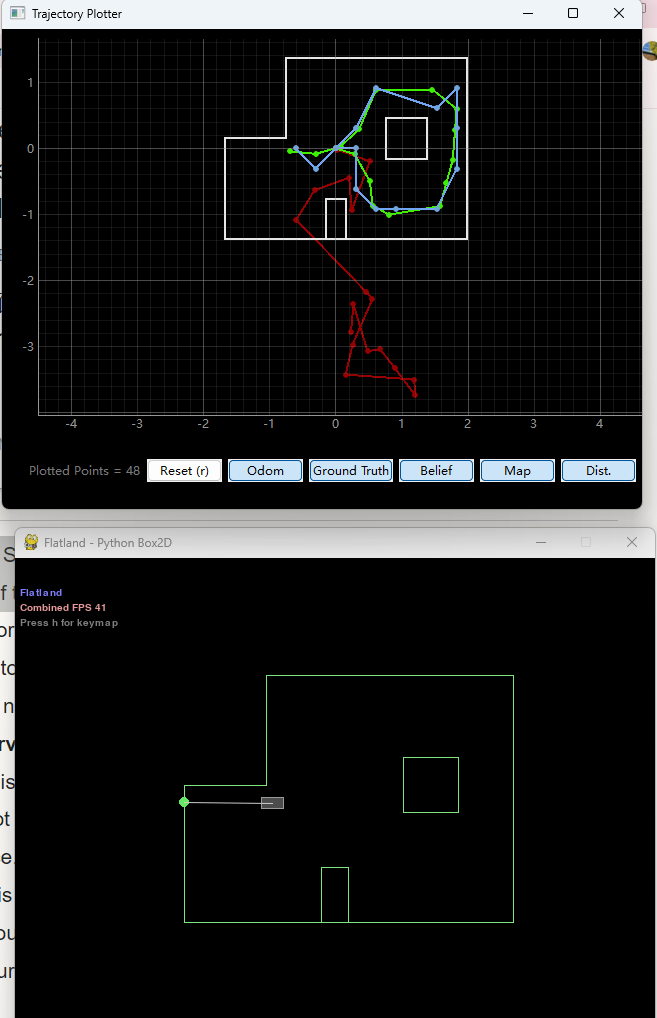 Trajectory Plotter
1
0
-1
-2
-3
-4 -3 -2 -1 0 1 2 3 4
Plotted Points = 48 Reset (r) Odom Ground Truth Belief Map Dist.
Flatland - Python Box2D
Flatland
Combined FPS 41
Press h for keymap